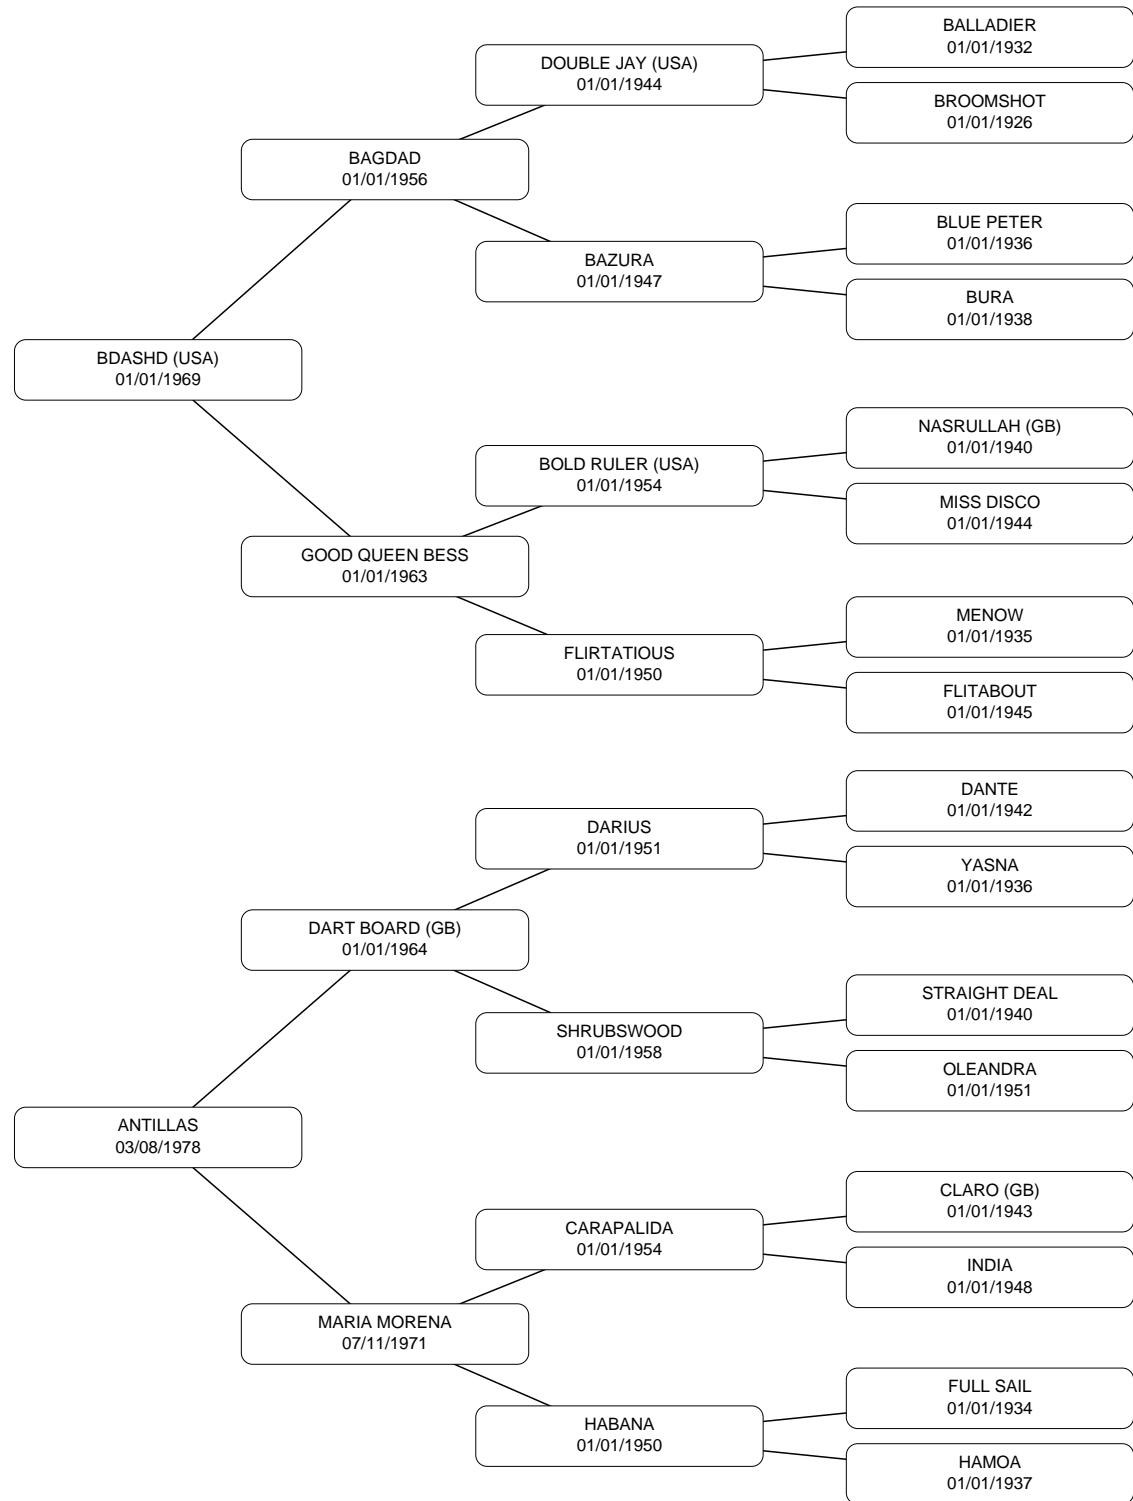 BALLADIER
01/01/1932
DOUBLE JAY (USA)
01/01/1944
BROOMSHOT
01/01/1926
BAGDAD
01/01/1956
BLUE PETER
01/01/1936
BAZURA
01/01/1947
BURA
01/01/1938
BDASHD (USA)
01/01/1969
NASRULLAH (GB)
01/01/1940
BOLD RULER (USA)
01/01/1954
MISS DISCO
01/01/1944
GOOD QUEEN BESS
01/01/1963
MENOW
01/01/1935
FLIRTATIOUS
01/01/1950
FLITABOUT
01/01/1945
DANTE
01/01/1942
DARIUS
01/01/1951
YASNA
01/01/1936
DART BOARD (GB)
01/01/1964
STRAIGHT DEAL
01/01/1940
SHRUBSWOOD
01/01/1958
OLEANDRA
01/01/1951
ANTILLAS
03/08/1978
CLARO (GB)
01/01/1943
CARAPALIDA
01/01/1954
INDIA
01/01/1948
MARIA MORENA
07/11/1971
FULL SAIL
01/01/1934
HABANA
01/01/1950
HAMOA
01/01/1937